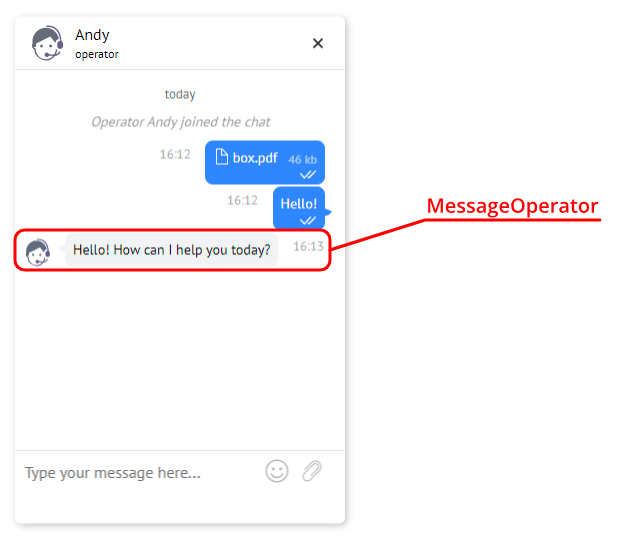 Andy
operator
today
Operator Andy joined the chat
16:12 box.pdf 46 kb
16:12 Hello!
MessageOperator
Hello! How can I help you today? 16:13
Type your message here...